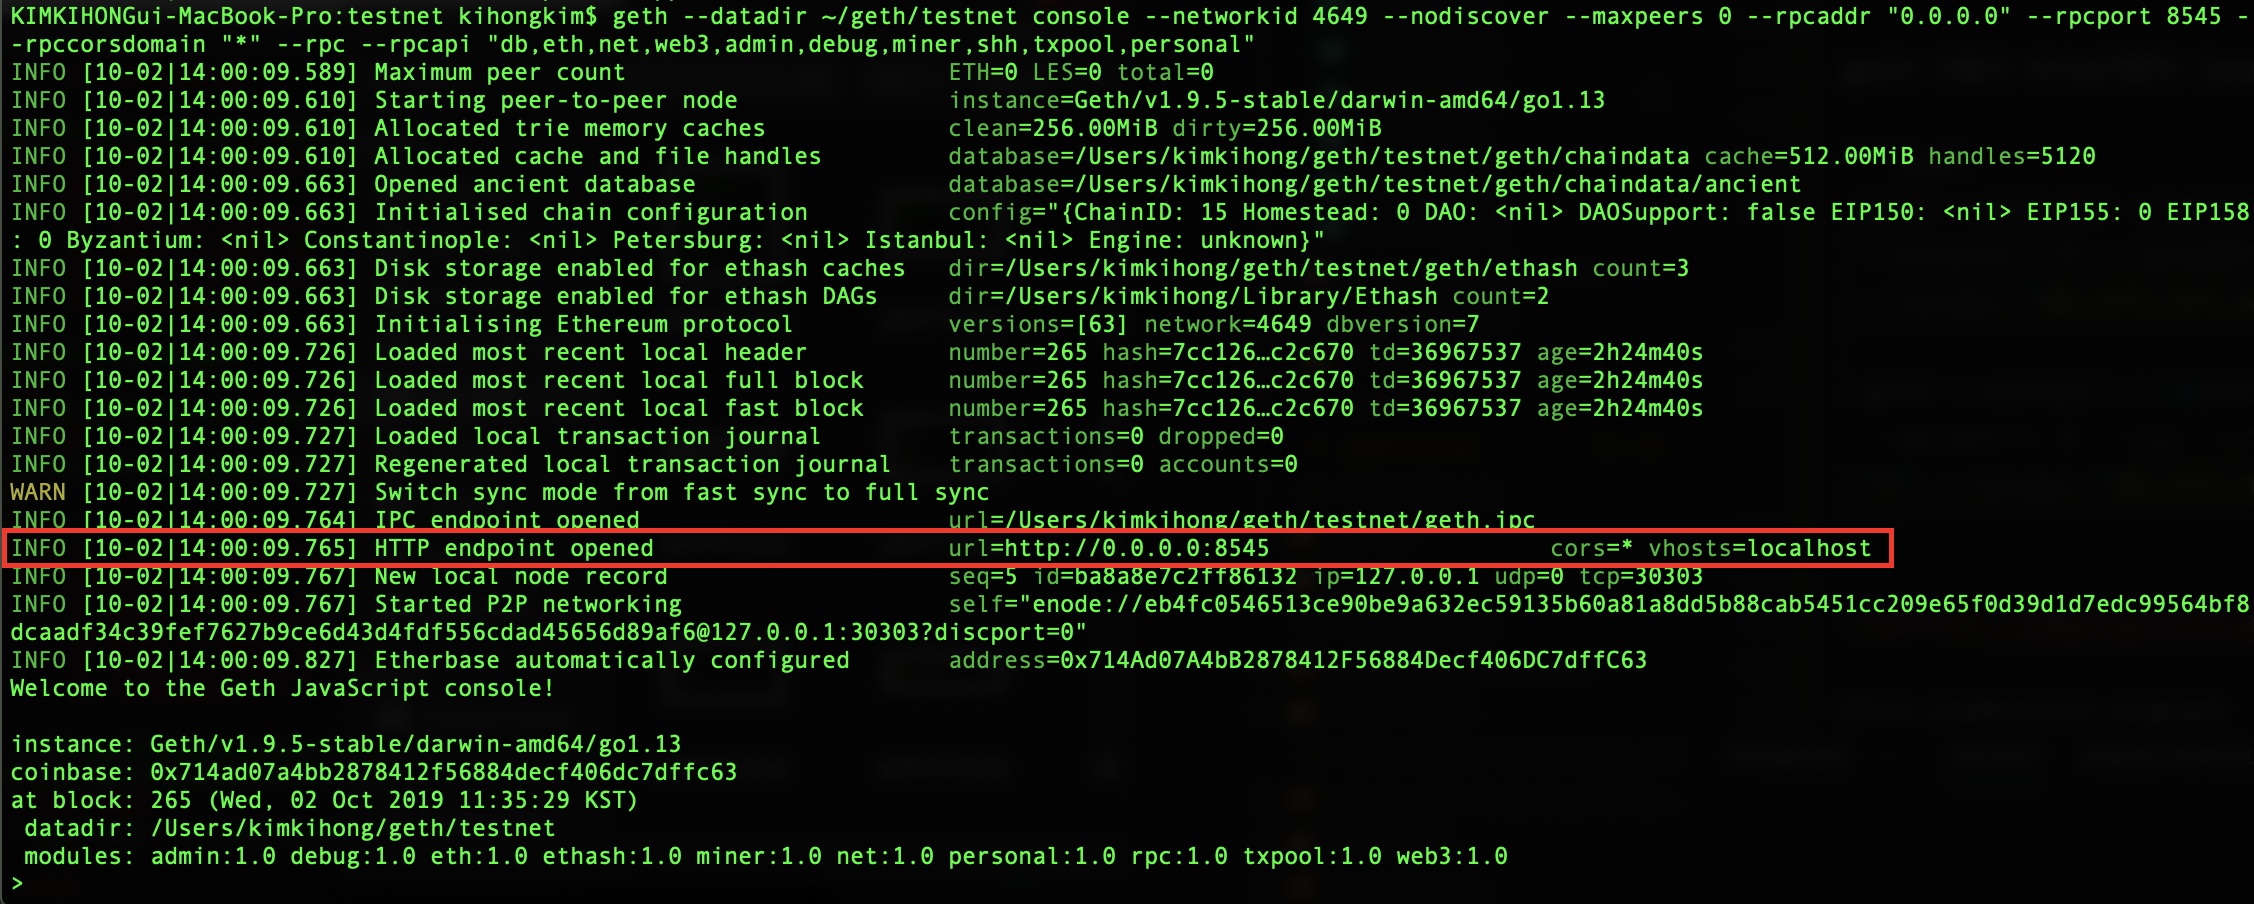 KIMKIHONGui-MacBook-Pro:testnet kihongkim$ geth --datadir ~/geth/testnet console --networkid 4649 --nodiscover --maxpeers 0 --rpcaddr "0.0.0.0" --rpcport 8545 -
-rpccorsdomain "*" --rpc --rpcapi "db,eth,net,web3,admin,debug,miner,shh,txpool,personal"
INFO [10-02|14:00:09.589] Maximum peer count                       ETH=0 LES=0 total=0
INFO [10-02|14:00:09.610] Starting peer-to-peer node               instance=Geth/v1.9.5-stable/darwin-amd64/go1.13
INFO [10-02|14:00:09.610] Allocated trie memory caches             clean=256.00MiB dirty=256.00MiB
INFO [10-02|14:00:09.610] Allocated cache and file handles         database=/Users/kimkihong/geth/testnet/geth/chaindata cache=512.00MiB handles=5120
INFO [10-02|14:00:09.663] Opened ancient database                  database=/Users/kimkihong/geth/testnet/geth/chaindata/ancient
INFO [10-02|14:00:09.663] Initialised chain configuration          config="{ChainID: 15 Homestead: 0 DAO: <nil> DAOSupport: false EIP150: <nil> EIP155: 0 EIP158
: 0 Byzantium: <nil> Constantinople: <nil> Petersburg: <nil> Istanbul: <nil> Engine: unknown}"
INFO [10-02|14:00:09.663] Disk storage enabled for ethash caches   dir=/Users/kimkihong/geth/testnet/geth/ethash count=3
INFO [10-02|14:00:09.663] Disk storage enabled for ethash DAGs     dir=/Users/kimkihong/Library/Ethash count=2
INFO [10-02|14:00:09.663] Initialising Ethereum protocol           versions=[63] network=4649 dbversion=7
INFO [10-02|14:00:09.726] Loaded most recent local header          number=265 hash=7cc126…c2c670 td=36967537 age=2h24m40s
INFO [10-02|14:00:09.726] Loaded most recent local full block      number=265 hash=7cc126…c2c670 td=36967537 age=2h24m40s
INFO [10-02|14:00:09.726] Loaded most recent local fast block      number=265 hash=7cc126…c2c670 td=36967537 age=2h24m40s
INFO [10-02|14:00:09.727] Loaded local transaction journal         transactions=0 dropped=0
INFO [10-02|14:00:09.727] Regenerated local transaction journal    transactions=0 accounts=0
WARN [10-02|14:00:09.727] Switch sync mode from fast sync to full sync
INFO [10-02|14:00:09.764] IPC endpoint opened                      url=/Users/kimkihong/geth/testnet/geth.ipc
INFO [10-02|14:00:09.765] HTTP endpoint opened                     url=http://0.0.0.0:8545                    cors=* vhosts=localhost
INFO [10-02|14:00:09.767] New local node record                    seq=5 id=ba8a8e7c2ff86132 ip=127.0.0.1 udp=0 tcp=30303
INFO [10-02|14:00:09.767] Started P2P networking                   self="enode://eb4fc0546513ce90be9a632ec59135b60a81a8dd5b88cab5451cc209e65f0d39d1d7edc99564bf8
dcaadf34c39fef7627b9ce6d43d4fdf556cdad45656d89af6@127.0.0.1:30303?discport=0"
INFO [10-02|14:00:09.827] Etherbase automatically configured       address=0x714Ad07A4bB2878412F56884Decf406DC7dffC63
Welcome to the Geth JavaScript console!

instance: Geth/v1.9.5-stable/darwin-amd64/go1.13
coinbase: 0x714ad07a4bb2878412f56884decf406dc7dffc63
at block: 265 (Wed, 02 Oct 2019 11:35:29 KST)
 datadir: /Users/kimkihong/geth/testnet
 modules: admin:1.0 debug:1.0 eth:1.0 ethash:1.0 miner:1.0 net:1.0 personal:1.0 rpc:1.0 txpool:1.0 web3:1.0
>